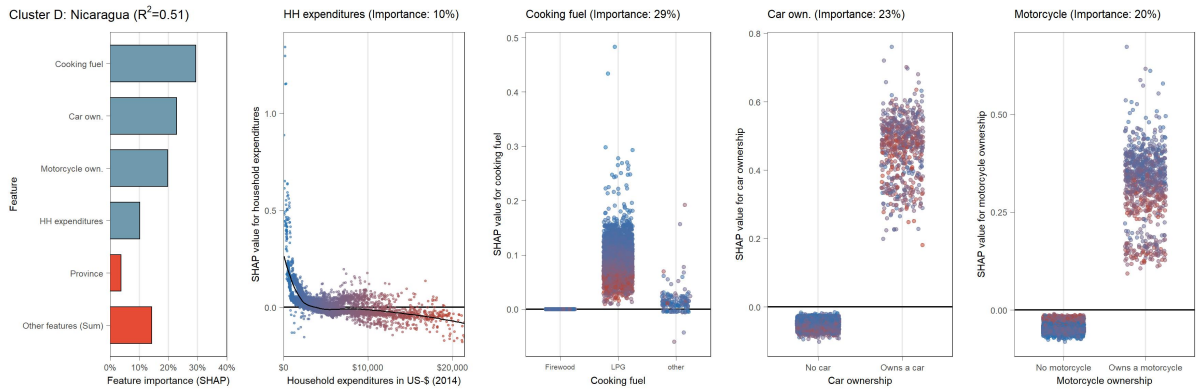 Cluster D: Nicaragua (R²=0.51)
Feature
Cooking fuel
Car own.
Motorcycle own.
HH expenditures
Province
Other features (Sum)
0% 10% 20% 30% 40%
Feature importance (SHAP)
HH expenditures (Importance: 10%)
SHAP value for household expenditures
1.0
0.5
0.0
$0 $10,000 $20,000
Household expenditures in US-$ (2014)
Cooking fuel (Importance: 29%)
SHAP value for cooking fuel
0.5
0.4
0.3
0.2
0.1
0.0
Firewood LPG other
Cooking fuel
Car own. (Importance: 23%)
SHAP value for car ownership
0.8
0.6
0.4
0.2
0.0
No car Owns a car
Car ownership
Motorcycle (Importance: 20%)
SHAP value for motorcycle ownership
0.50
0.25
0.00
No motorcycle Owns a motorcycle
Motorcycle ownership